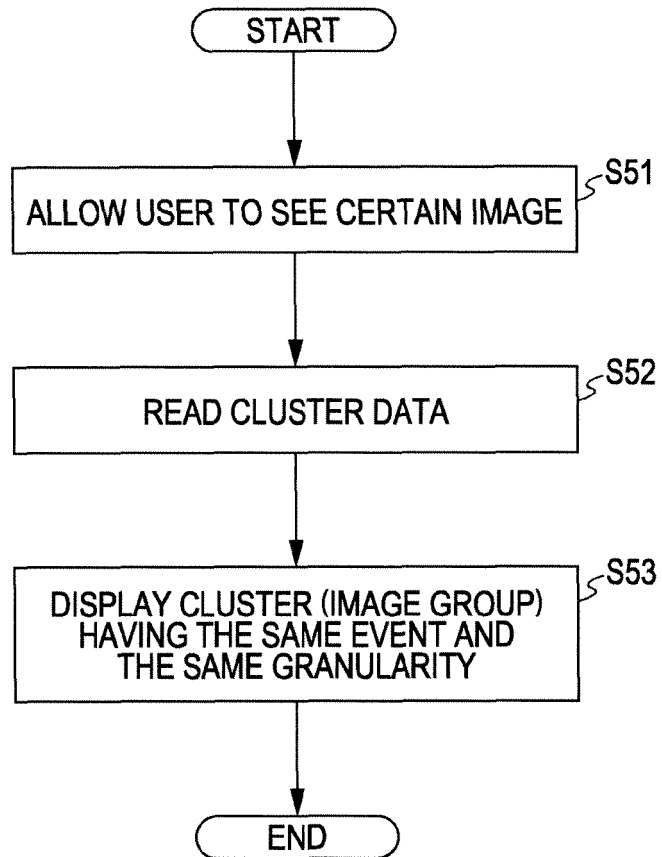 START
S51
ALLOW USER TO SEE CERTAIN IMAGE
S52
READ CLUSTER DATA
S53
DISPLAY CLUSTER (IMAGE GROUP)
HAVING THE SAME EVENT AND
THE SAME GRANULARITY
END